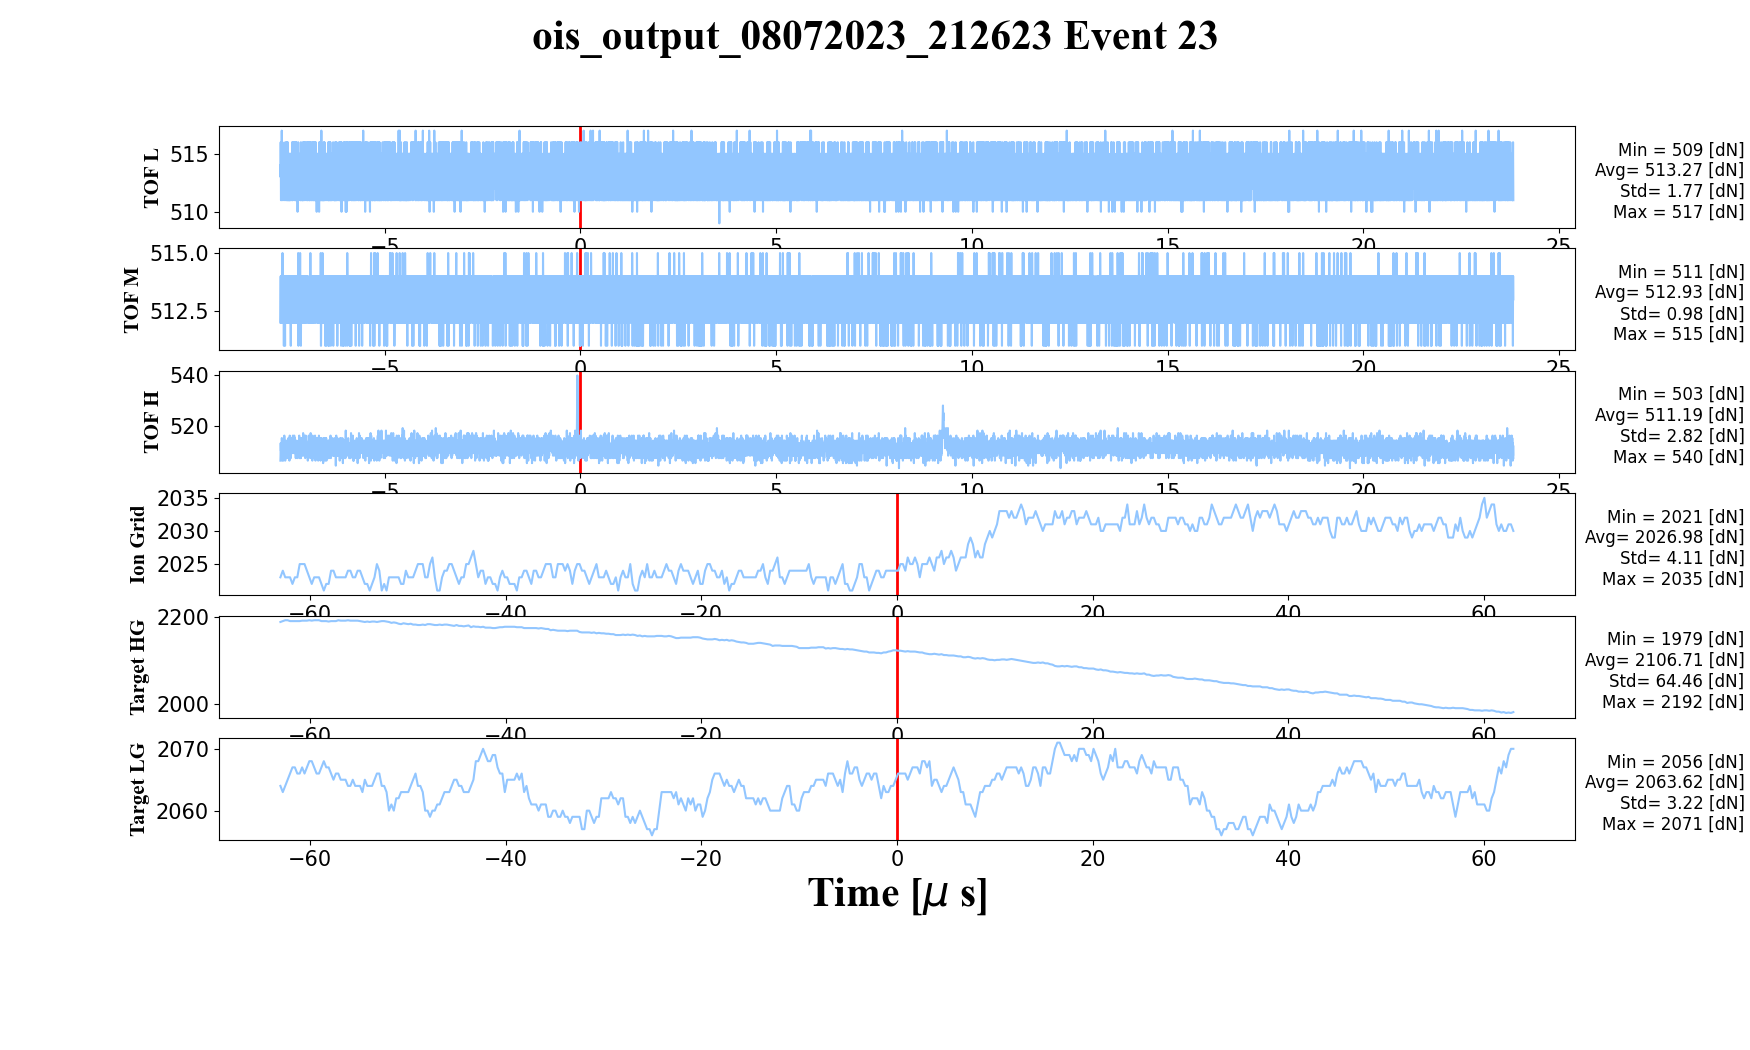 ois_output_08072023_212623 Event 23
TOF L
515
510
−5 0 5 10 15 20 25
Min = 509 [dN]
Avg= 513.27 [dN]
Std= 1.77 [dN]
Max = 517 [dN]
TOF M
515.0
512.5
−5 0 5 10 15 20 25
Min = 511 [dN]
Avg= 512.93 [dN]
Std= 0.98 [dN]
Max = 515 [dN]
TOF H
540
520
−5 0 5 10 15 20 25
Min = 503 [dN]
Avg= 511.19 [dN]
Std= 2.82 [dN]
Max = 540 [dN]
Ion Grid
2035
2030
2025
−60 −40 −20 0 20 40 60
Min = 2021 [dN]
Avg= 2026.98 [dN]
Std= 4.11 [dN]
Max = 2035 [dN]
Target HG
2200
2000
−60 −40 −20 0 20 40 60
Min = 1979 [dN]
Avg= 2106.71 [dN]
Std= 64.46 [dN]
Max = 2192 [dN]
Target LG
2070
2060
−60 −40 −20 0 20 40 60
Min = 2056 [dN]
Avg= 2063.62 [dN]
Std= 3.22 [dN]
Max = 2071 [dN]
Time [μ s]